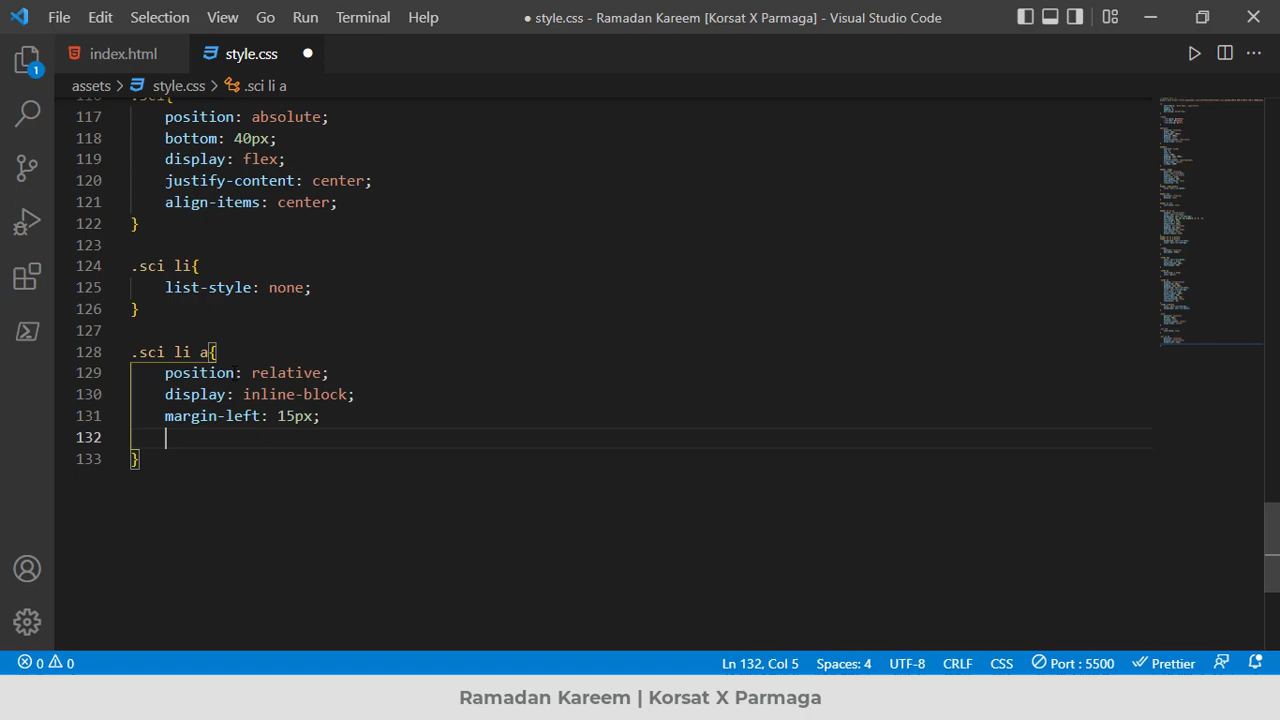 File Edit Selection View Go Run Terminal Help ● style.css - Ramadan Kareem [Korsat X Parmaga] - Visual Studio Code
index.html style.css ●
1
assets > style.css > .sci li a
116 .sci{
117 position: absolute;
118 bottom: 40px;
119 display: flex;
120 justify-content: center;
121 align-items: center;
122 }
123
124 .sci li{
125 list-style: none;
126 }
127
128 .sci li a{
129 position: relative;
130 display: inline-block;
131 margin-left: 15px;
132
133 }
0 0 Ln 132, Col 5 Spaces: 4 UTF-8 CRLF CSS Port : 5500 Prettier
Ramadan Kareem | Korsat X Parmaga